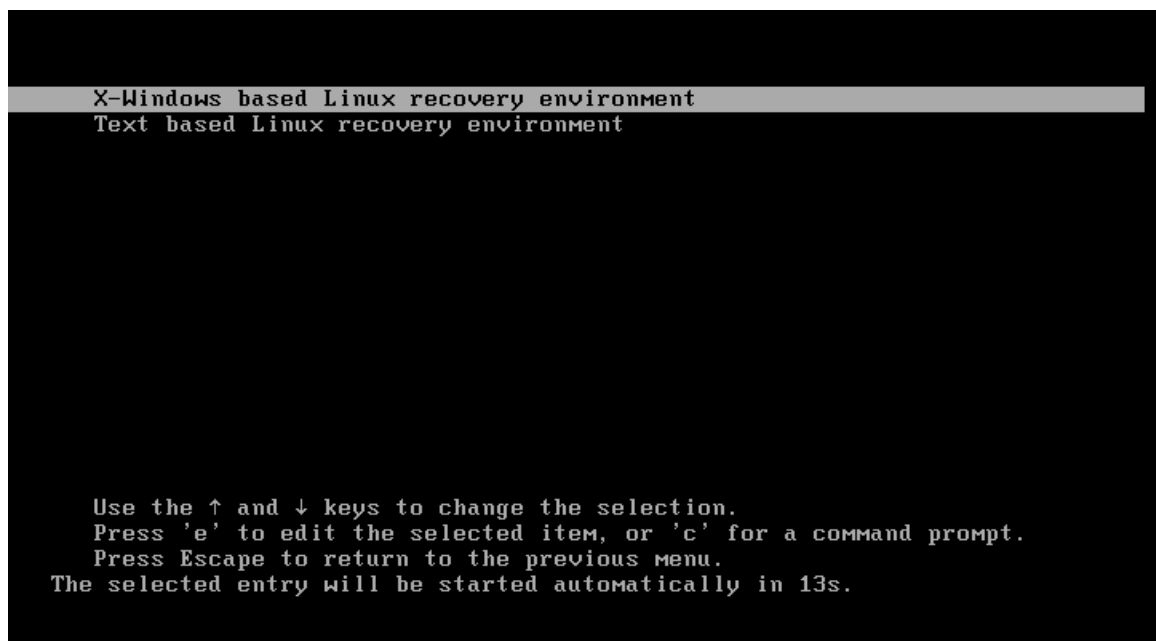 X-Windows based Linux recovery environment
Text based Linux recovery environment
Use the ↑ and ↓ keys to change the selection.
Press 'e' to edit the selected item, or 'c' for a command prompt.
Press Escape to return to the previous menu.
The selected entry will be started automatically in 13s.